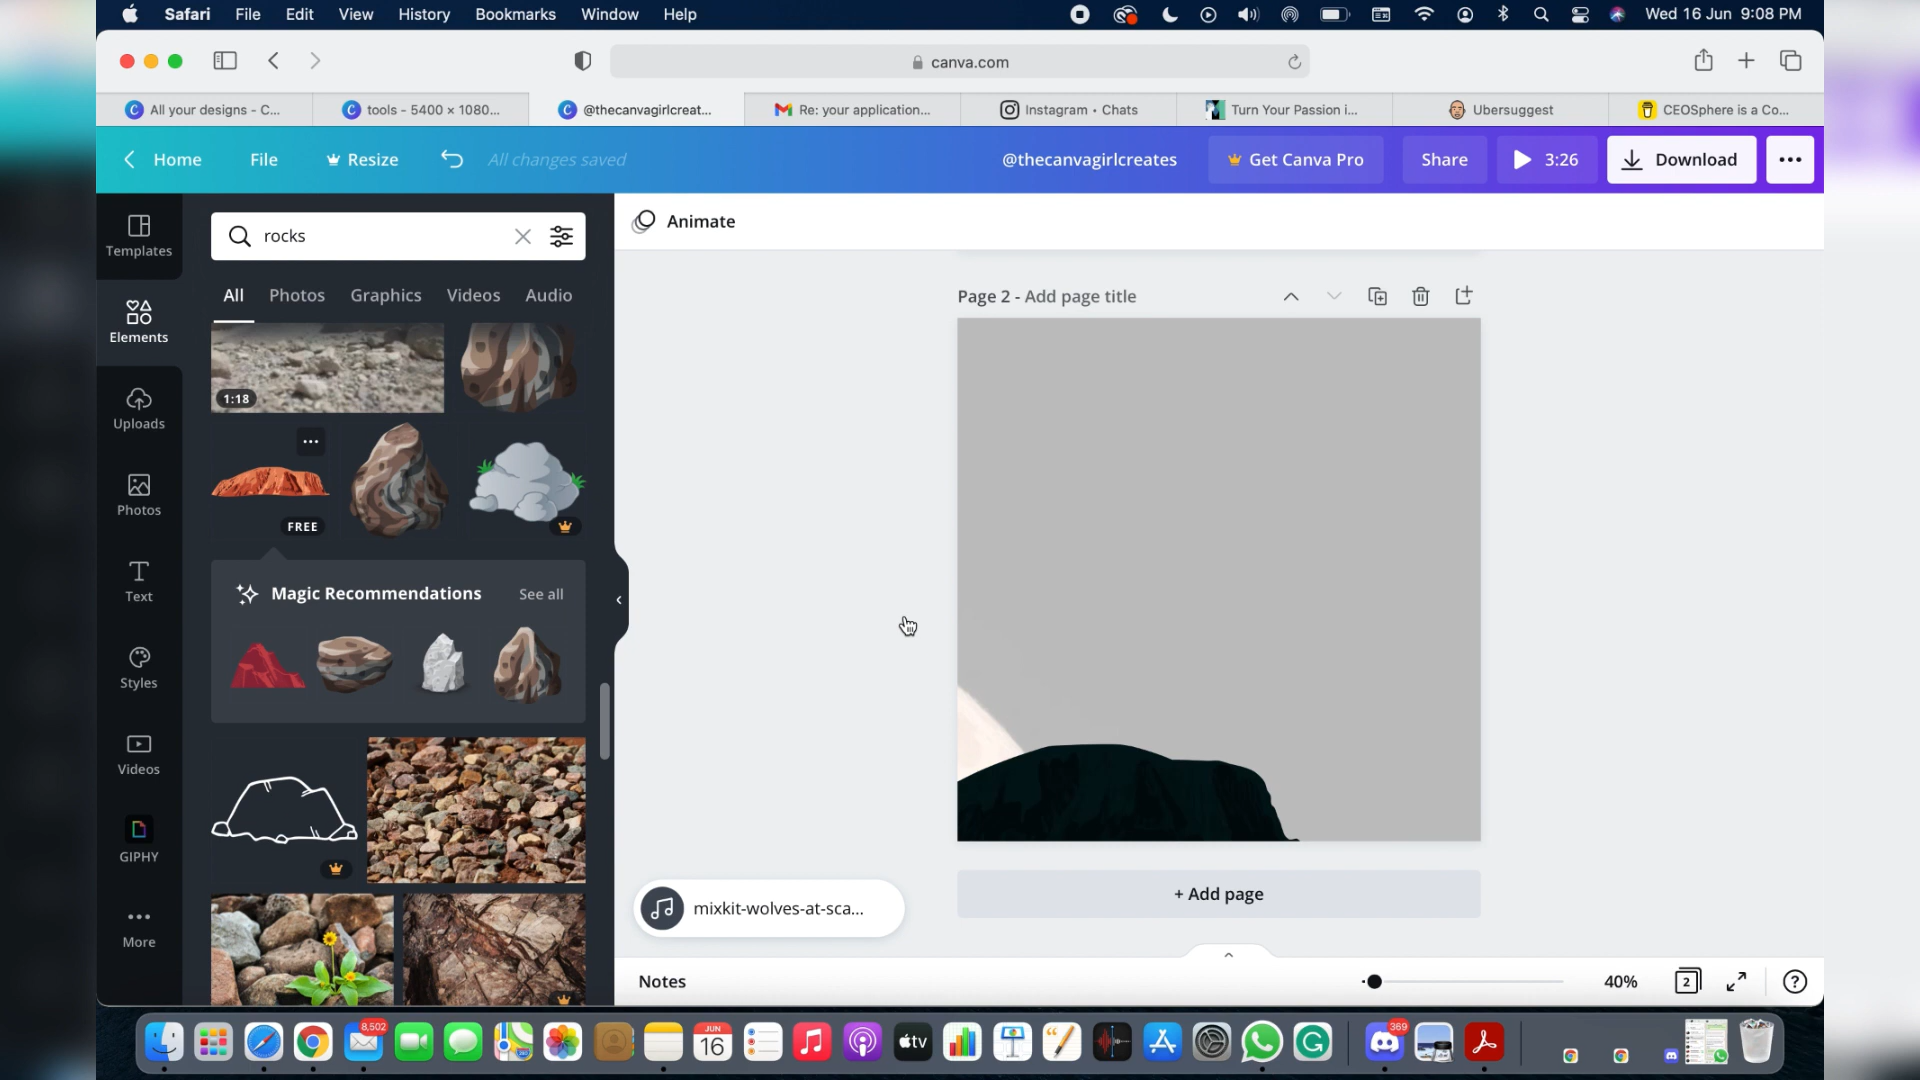 Safari File Edit View History Bookmarks Window Help Wed 16 Jun 9:08 PM
canva.com
All your designs - C... tools - 5400 × 1080... @thecanvagirlcreat... Re: your application... Instagram • Chats Turn Your Passion i... Ubersuggest CEOSphere is a Co...
Home File Resize All changes saved @thecanvagirlcreates Get Canva Pro Share 3:26 Download
Templates
Elements
Uploads
Photos
Text
Styles
Videos
GIPHY
More
rocks
All Photos Graphics Videos Audio
1:18
FREE
Magic Recommendations See all
Animate
Page 2 - Add page title
+ Add page
mixkit-wolves-at-sca...
Notes 40% 2
8,502
JUN
16
tv
369